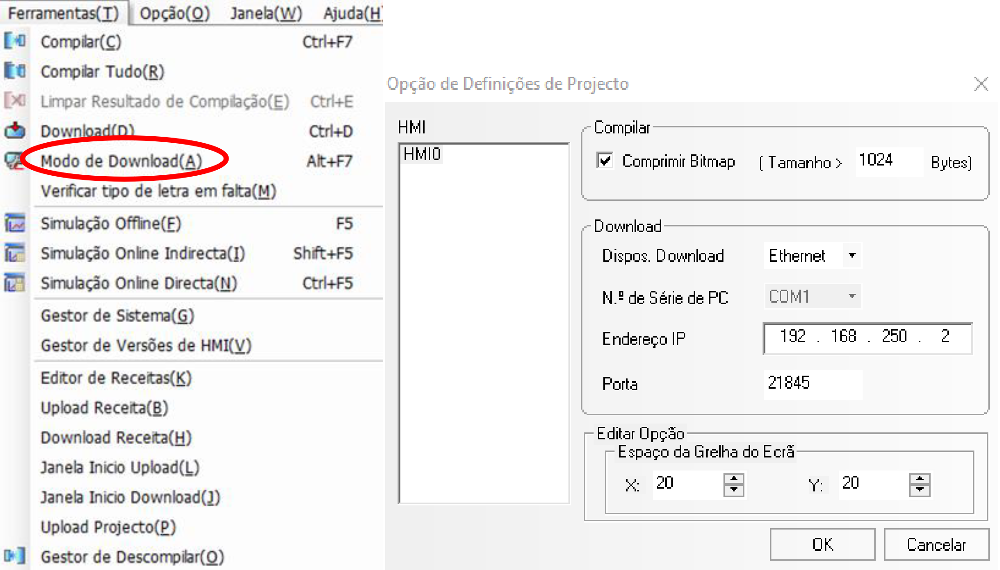 Ferramentas(T) Opção(O) Janela(W) Ajuda(H)
Compilar(C) Ctrl+F7
Compilar Tudo(R)
Limpar Resultado de Compilação(E) Ctrl+E
Download(D) Ctrl+D
Modo de Download(A) Alt+F7
Verificar tipo de letra em falta(M)
Simulação Offline(F) F5
Simulação Online Indirecta(I) Shift+F5
Simulação Online Directa(N) Ctrl+F5
Gestor de Sistema(G)
Gestor de Versões de HMI(V)
Editor de Receitas(K)
Upload Receita(B)
Download Receita(H)
Janela Inicio Upload(L)
Janela Inicio Download(J)
Upload Projecto(P)
Gestor de Descompilar(O)
Opção de Definições de Projecto
HMI
HMI0
Compilar
Comprimir Bitmap ( Tamanho > 1024 Bytes)
Download
Dispos. Download Ethernet
N.º de Série de PC COM1
Endereço IP 192 . 168 . 250 . 2
Porta 21845
Editar Opção
Espaço da Grelha do Ecrã
X: 20 Y: 20
OK Cancelar